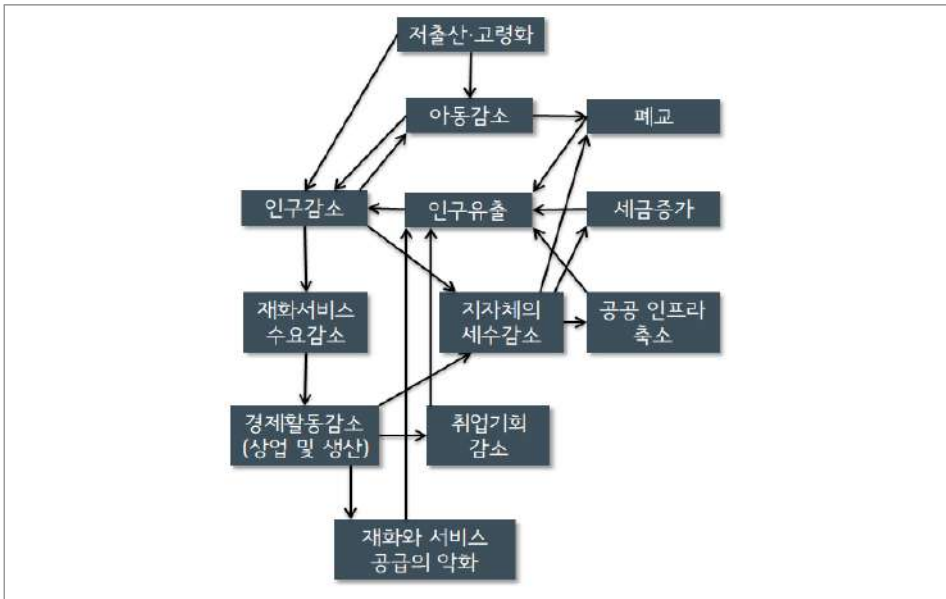 저출산·고령화
아동감소
폐교
인구감소
인구유출
세금증가
재화서비스
수요감소
지자체의
세수감소
공공 인프라
축소
경제활동감소
(상업 및 생산)
취업기회
감소
재화와 서비스
공급의 악화